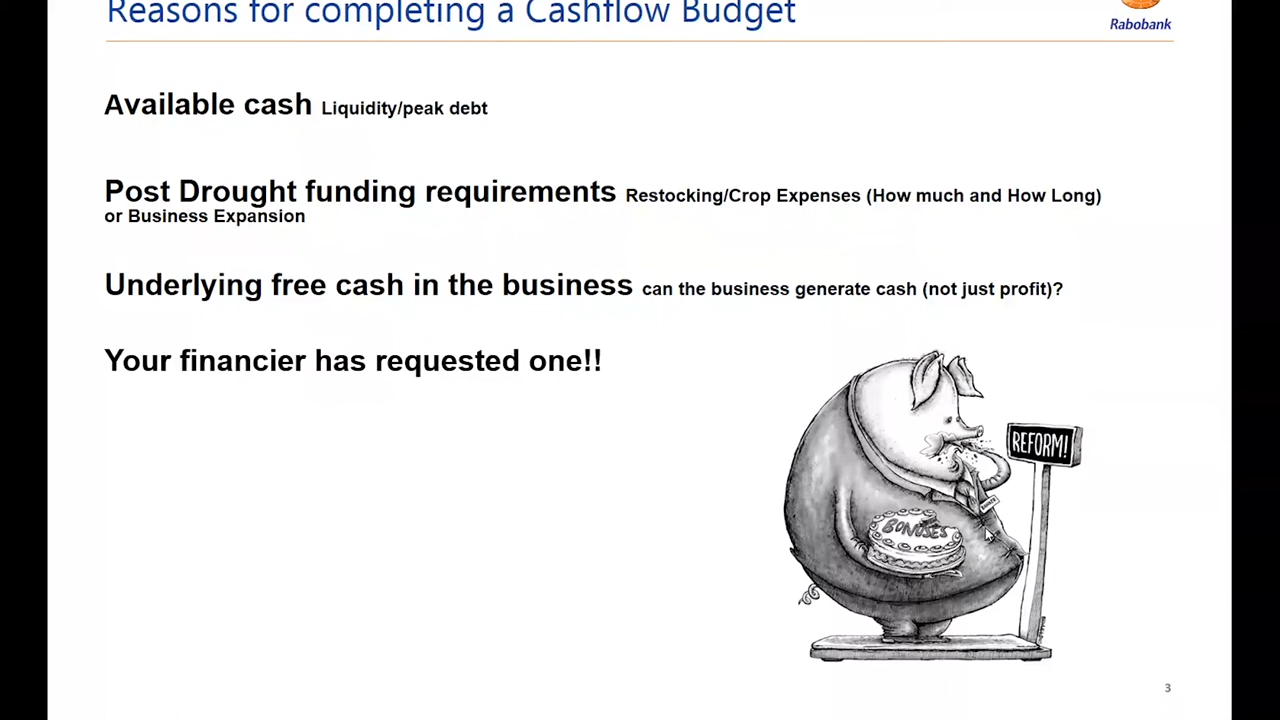 Reasons for completing a Cashflow Budget
Rabobank
Available cash Liquidity/peak debt
Post Drought funding requirements Restocking/Crop Expenses (How much and How Long)
or Business Expansion
Underlying free cash in the business can the business generate cash (not just profit)?
Your financier has requested one!!
REFORM!
BANKER
BONUSES
3